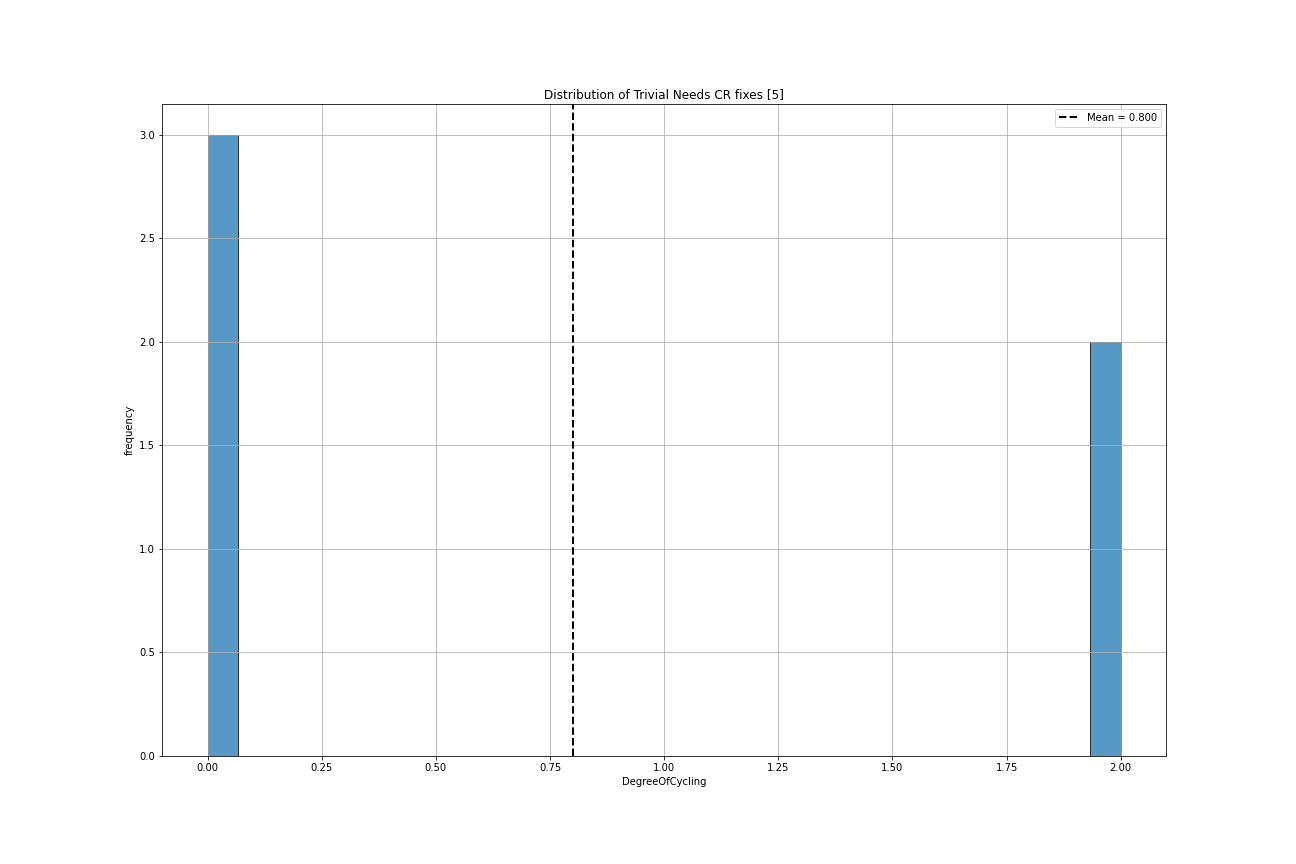 Distribution of Trivial Needs CR fixes [5]
Mean = 0.800
3.0
2.5
2.0
1.5
1.0
0.5
0.0
frequency
0.00 0.25 0.50 0.75 1.00 1.25 1.50 1.75 2.00
DegreeOfCycling